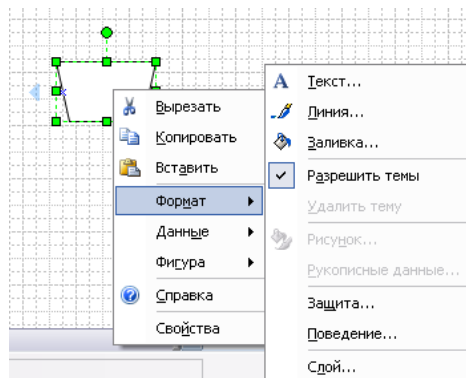 Вырезать
Копировать
Вставить
Формат
Данные
Фигура
Справка
Свойства
Текст...
Линия...
Заливка...
Разрешить темы
Удалить тему
Рисунок...
Рукописные данные...
Защита...
Поведение...
Слой...